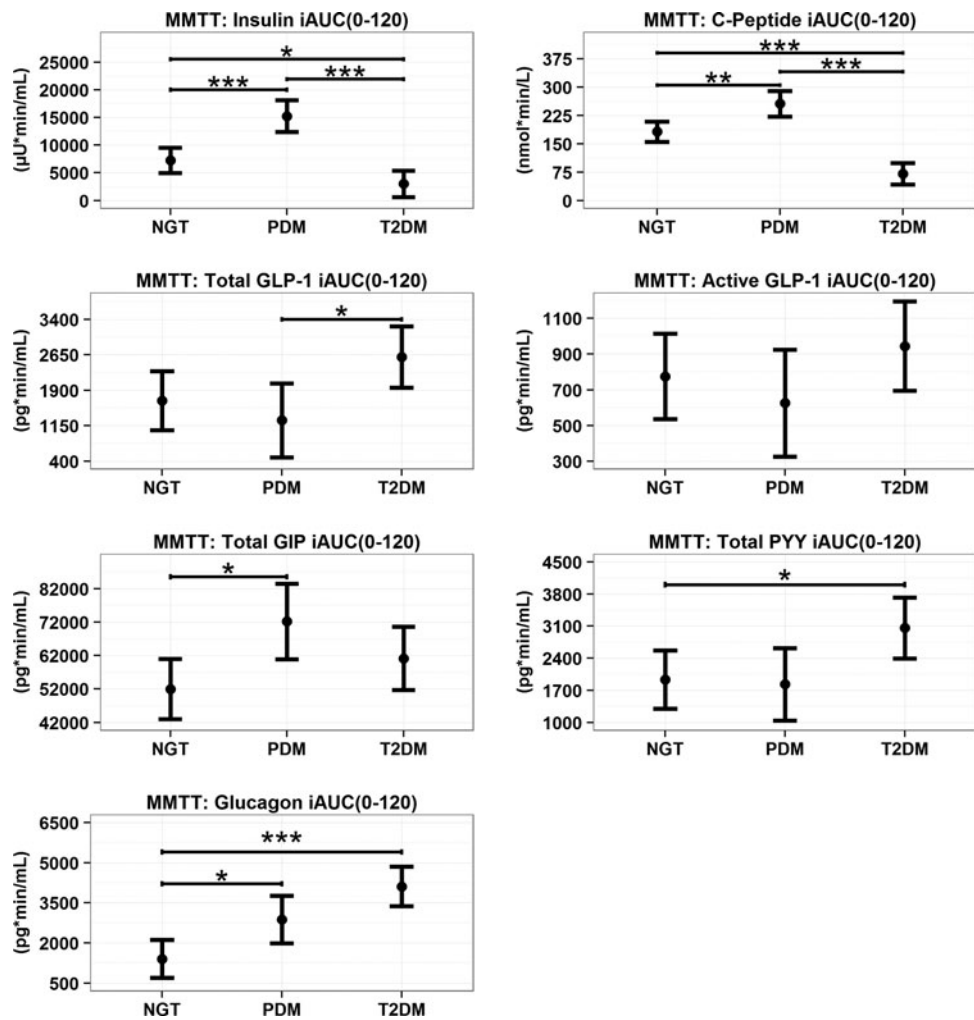 MMTT: Insulin iAUC(0-120)
(µU*min/mL)
25000
20000
15000
10000
5000
0
*
***
***
NGT PDM T2DM
MMTT: C-Peptide iAUC(0-120)
(nmol*min/L)
375
300
225
150
75
0
***
**
***
NGT PDM T2DM
MMTT: Total GLP-1 iAUC(0-120)
(pg*min/mL)
3400
2650
1900
1150
400
*
NGT PDM T2DM
MMTT: Active GLP-1 iAUC(0-120)
(pg*min/mL)
1100
900
700
500
300
NGT PDM T2DM
MMTT: Total GIP iAUC(0-120)
(pg*min/mL)
82000
72000
62000
52000
42000
*
NGT PDM T2DM
MMTT: Total PYY iAUC(0-120)
(pg*min/mL)
4500
3800
3100
2400
1700
1000
*
NGT PDM T2DM
MMTT: Glucagon iAUC(0-120)
(pg*min/mL)
6500
5000
3500
2000
500
***
*
NGT PDM T2DM